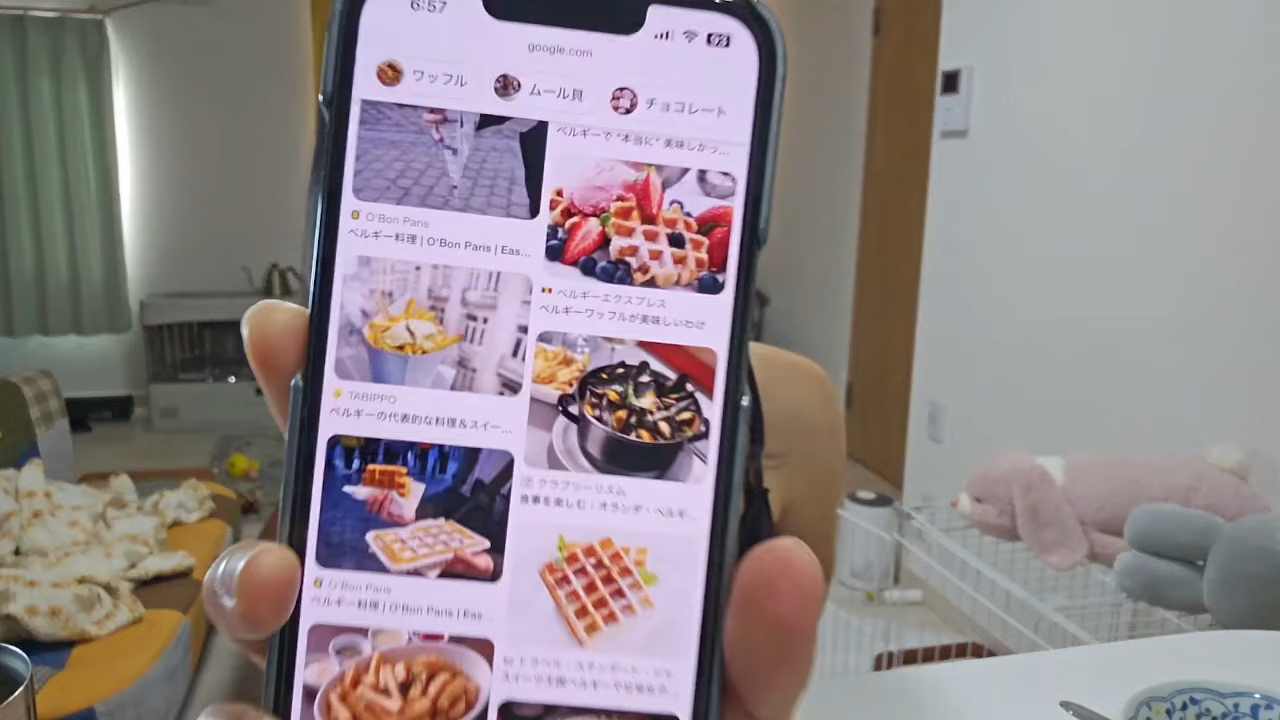 6:57
93
google.com
ワッフル
ムール貝
チョコレート
O'Bon Paris
ベルギー料理 | O'Bon Paris | Eas...
TABIPPO
ベルギーの代表的な料理&スイー...
O'Bon Paris
ベルギー料理 | O'Bon Paris | Eas...
ベルギーで "本当に" 美味しかっ...
ベルギーエクスプレス
ベルギーワッフルが美味しいわけ
クラブツーリズム
食事を楽しむ:オランダ・ベルギ...